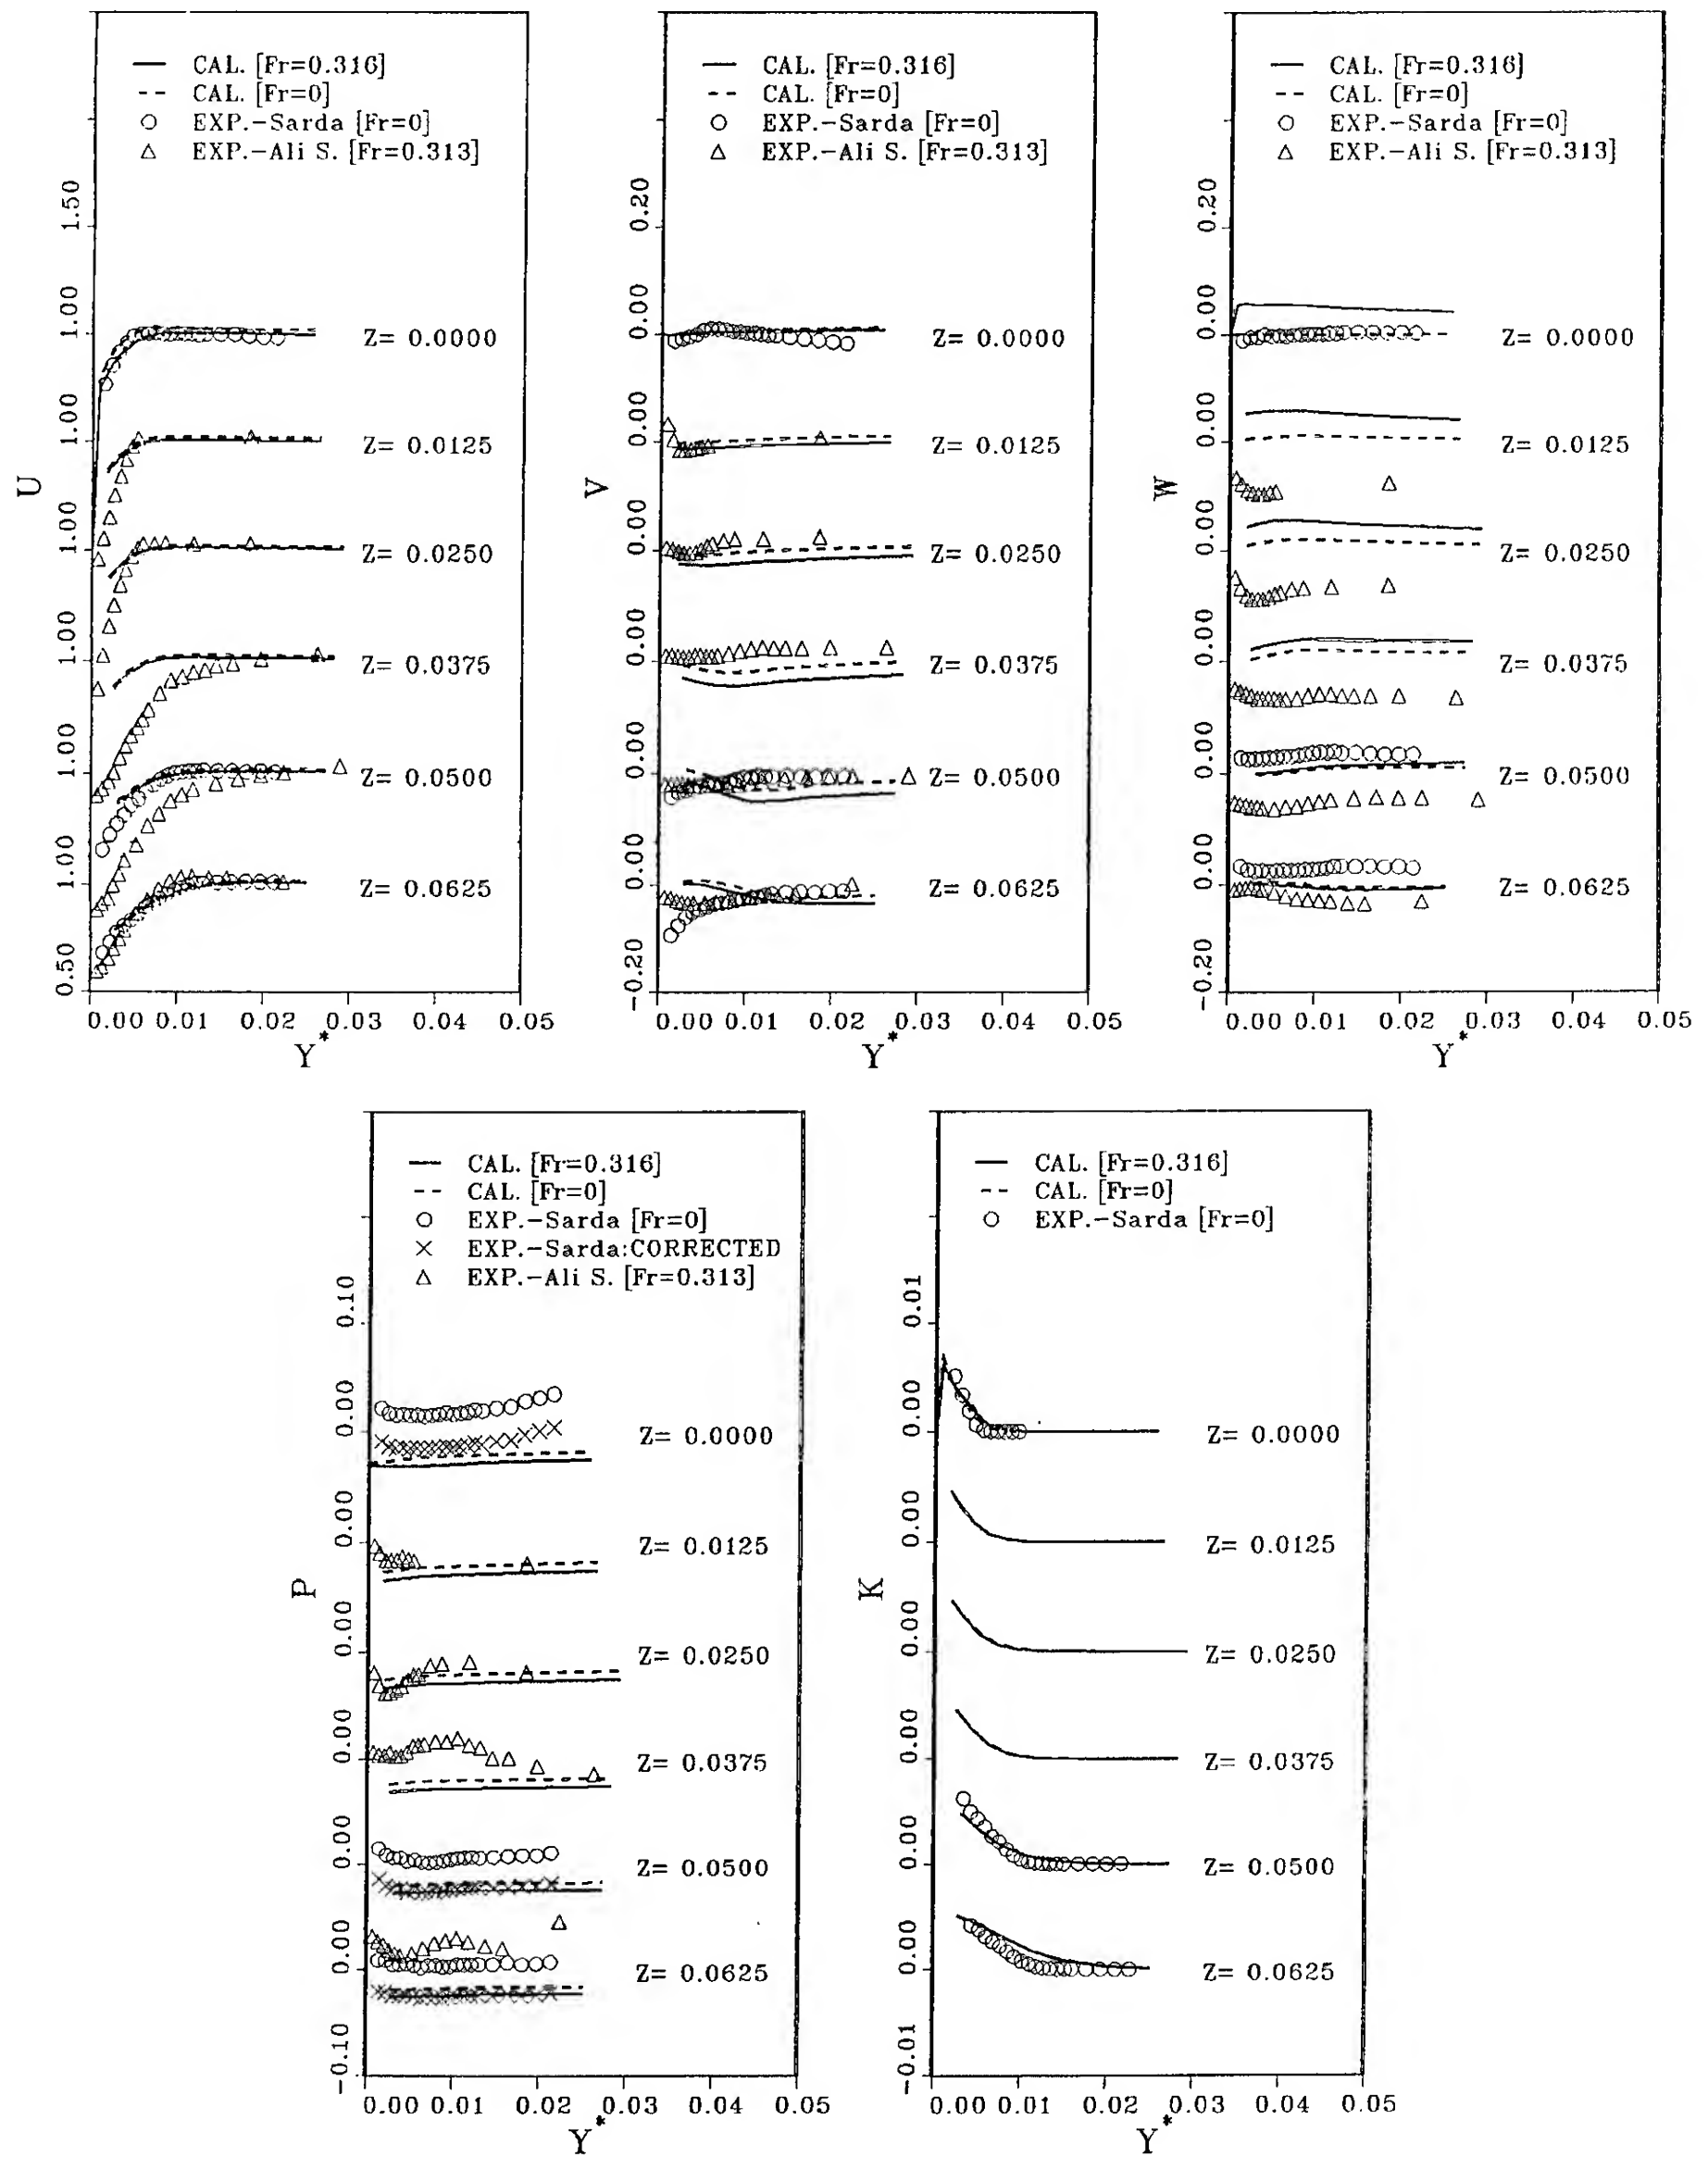 CAL. [Fr=0.316]
CAL. [Fr=0]
EXP.-Sarda [Fr=0]
EXP.-Ali S. [Fr=0.313]
U
1.50
1.00
1.00
1.00
1.00
1.00
1.00
0.50
Z= 0.0000
Z= 0.0125
Z= 0.0250
Z= 0.0375
Z= 0.0500
Z= 0.0625
0.00 0.01 0.02 0.03 0.04 0.05
Y*
CAL. [Fr=0.316]
CAL. [Fr=0]
EXP.-Sarda [Fr=0]
EXP.-Ali S. [Fr=0.313]
V
0.20
0.00
0.00
0.00
0.00
0.00
0.00
-0.20
Z= 0.0000
Z= 0.0125
Z= 0.0250
Z= 0.0375
Z= 0.0500
Z= 0.0625
0.00 0.01 0.02 0.03 0.04 0.05
Y*
CAL. [Fr=0.316]
CAL. [Fr=0]
EXP.-Sarda [Fr=0]
EXP.-Ali S. [Fr=0.313]
W
0.20
0.00
0.00
0.00
0.00
0.00
0.00
-0.20
Z= 0.0000
Z= 0.0125
Z= 0.0250
Z= 0.0375
Z= 0.0500
Z= 0.0625
0.00 0.01 0.02 0.03 0.04 0.05
Y*
CAL. [Fr=0.316]
CAL. [Fr=0]
EXP.-Sarda [Fr=0]
EXP.-Sarda:CORRECTED
EXP.-Ali S. [Fr=0.313]
P
0.10
0.00
0.00
0.00
0.00
0.00
0.00
-0.10
Z= 0.0000
Z= 0.0125
Z= 0.0250
Z= 0.0375
Z= 0.0500
Z= 0.0625
0.00 0.01 0.02 0.03 0.04 0.05
Y*
CAL. [Fr=0.316]
CAL. [Fr=0]
EXP.-Sarda [Fr=0]
K
0.01
0.00
0.00
0.00
0.00
0.00
0.00
-0.01
Z= 0.0000
Z= 0.0125
Z= 0.0250
Z= 0.0375
Z= 0.0500
Z= 0.0625
0.00 0.01 0.02 0.03 0.04 0.05
Y*